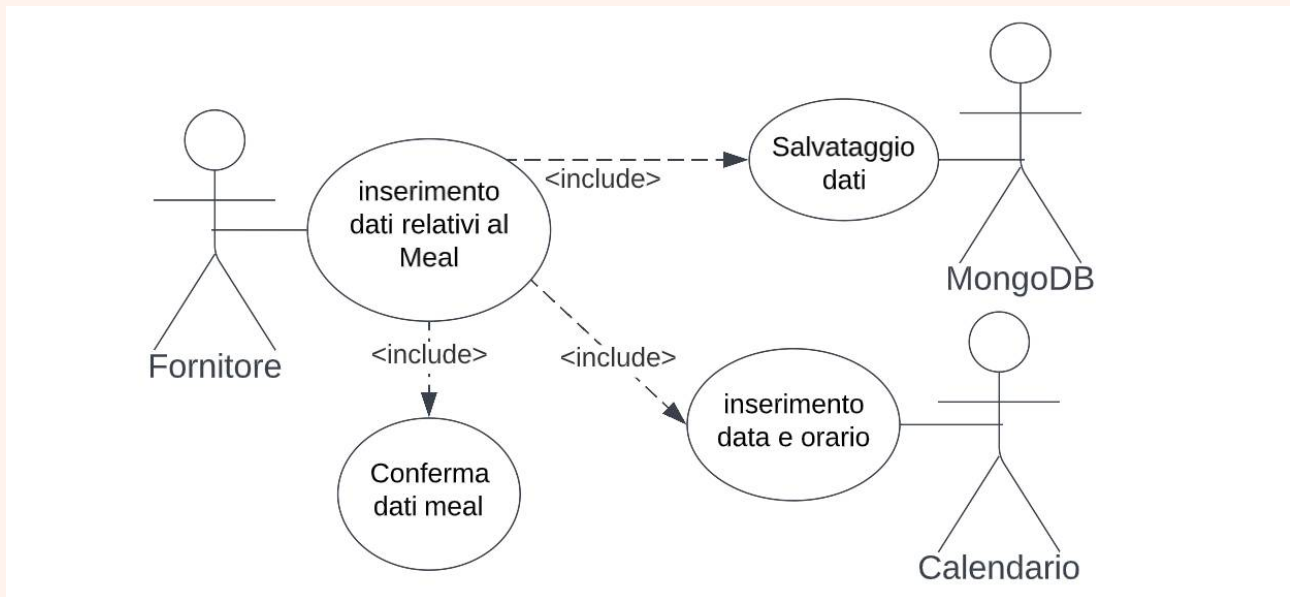 Fornitore
inserimento
dati relativi al
Meal
<include>
Salvataggio
dati
MongoDB
<include>
Conferma
dati meal
<include>
inserimento
data e orario
Calendario